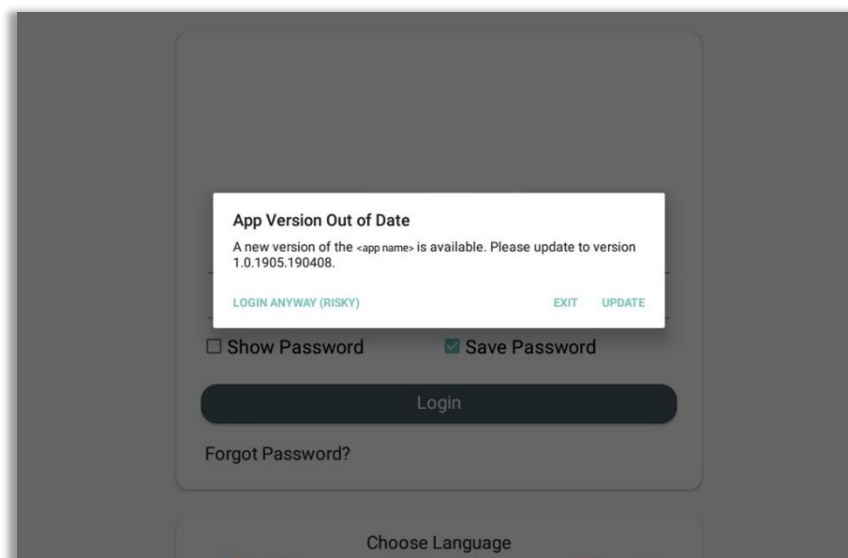 App Version Out of Date
A new version of the <app name> is available. Please update to version
1.0.1905.190408.
LOGIN ANYWAY (RISKY) EXIT UPDATE
Show Password Save Password
Login
Forgot Password?
Choose Language